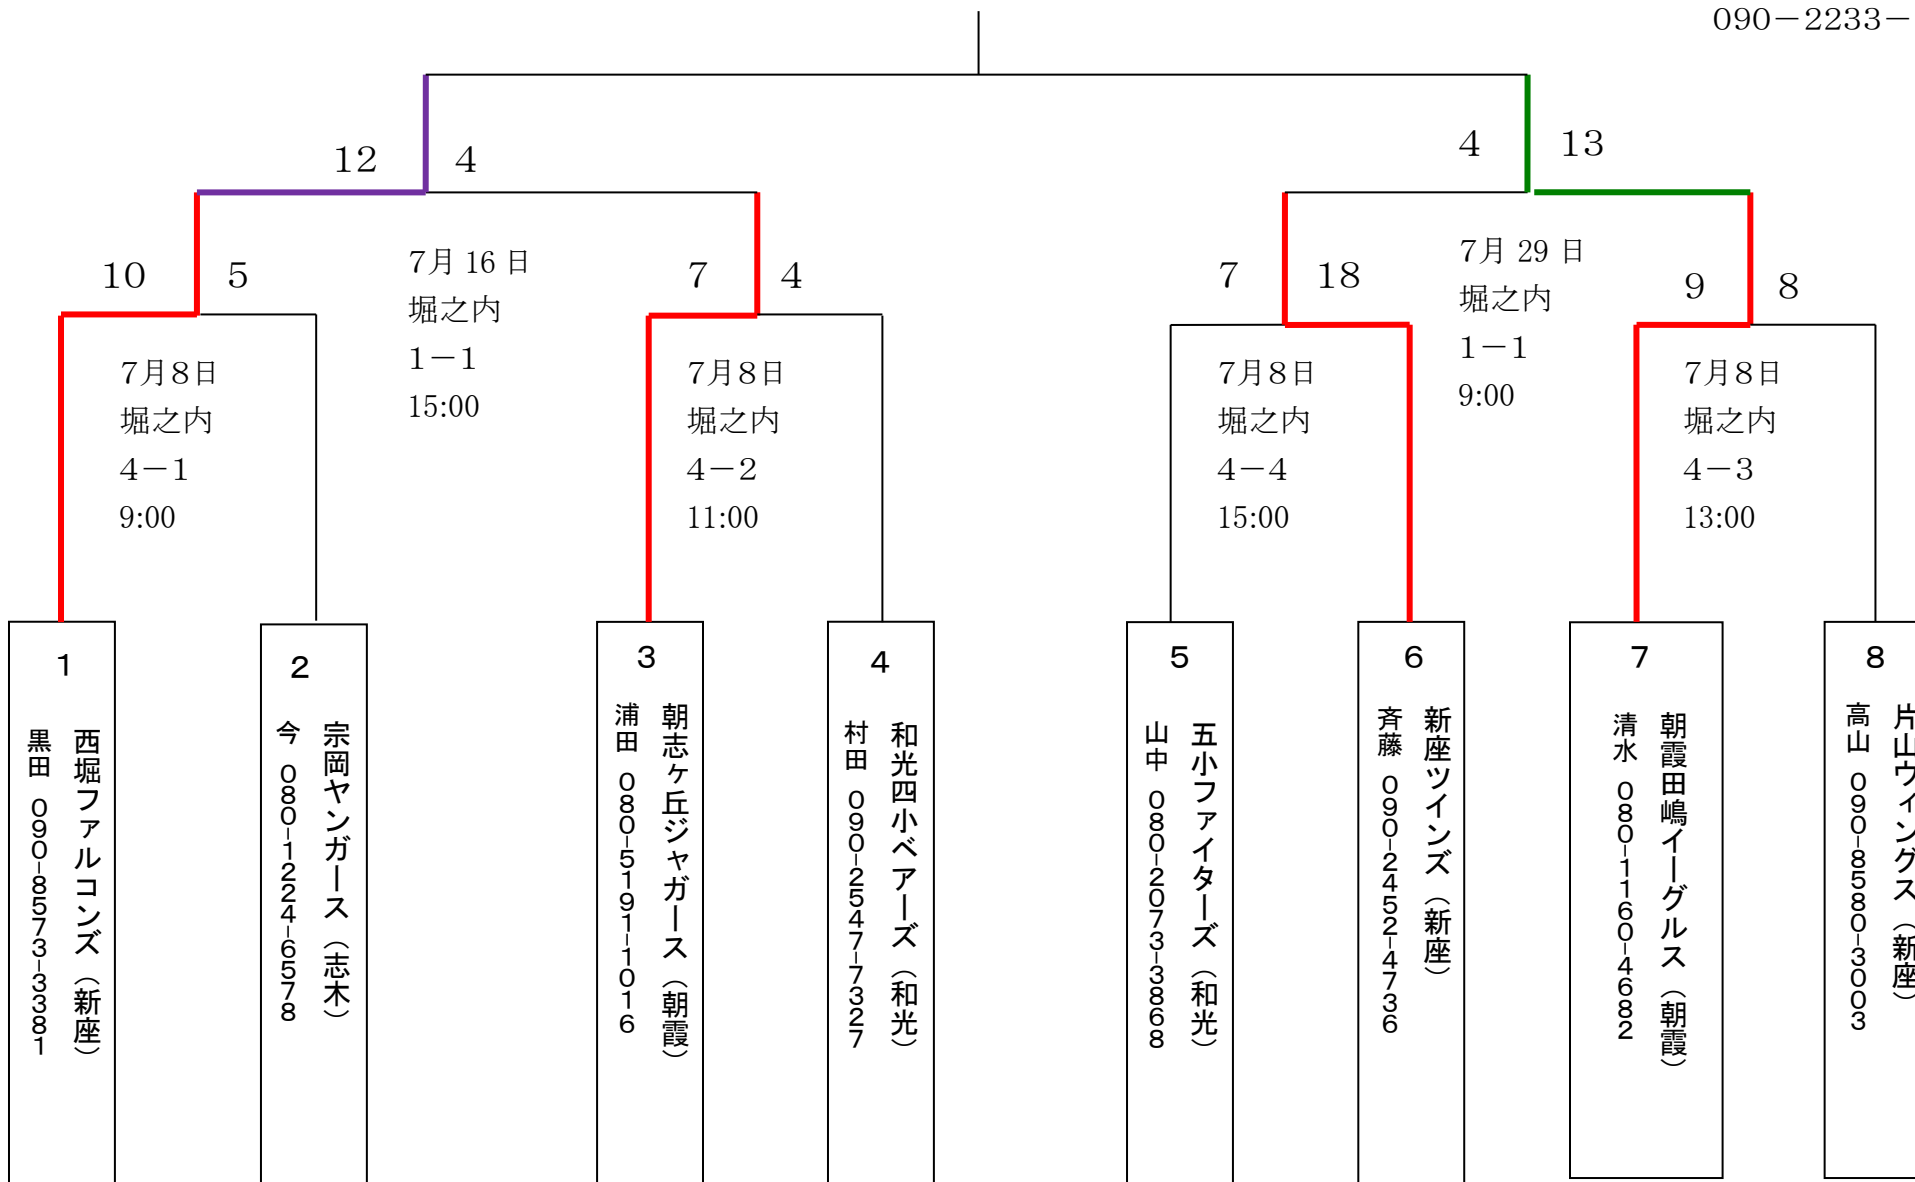 090－2233－
12 4
4 13
10 5
7月 16 日
堀之内
1－1
15:00
7 4
7 18
7月 29 日
堀之内
1－1
9:00
9 8
7月8日
堀之内
4－1
9:00
7月8日
堀之内
4－2
11:00
7月8日
堀之内
4－4
15:00
7月8日
堀之内
4－3
13:00
1
西堀ファルコンズ（新座）
黒田 090-8573-3381
2
宗岡ヤンガース（志木）
今 080-1224-6578
3
朝志ヶ丘ジャガース（朝霞）
浦田 080-5191-1016
4
和光四小ベアーズ（和光）
村田 090-2547-7327
5
五小ファイターズ（和光）
山中 080-2073-3868
6
新座ツインズ（新座）
斉藤 090-2452-4736
7
朝霞田嶋イーグルス（朝霞）
清水 080-1160-4682
8
片山ウィングス（新座）
高山 090-8580-3003